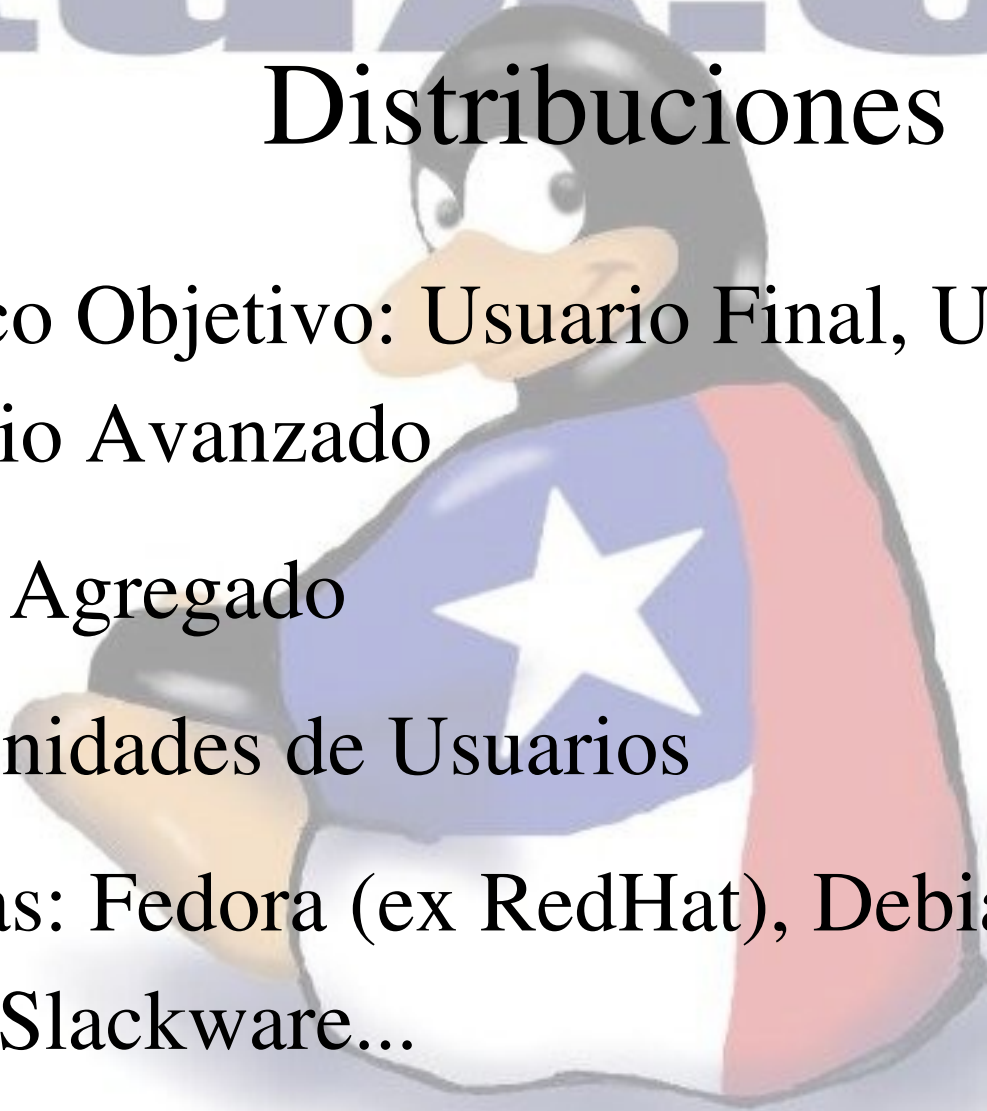 Distribuciones
co Objetivo: Usuario Final, U
io Avanzado
Agregado
nidades de Usuarios
as: Fedora (ex RedHat), Debia
Slackware...